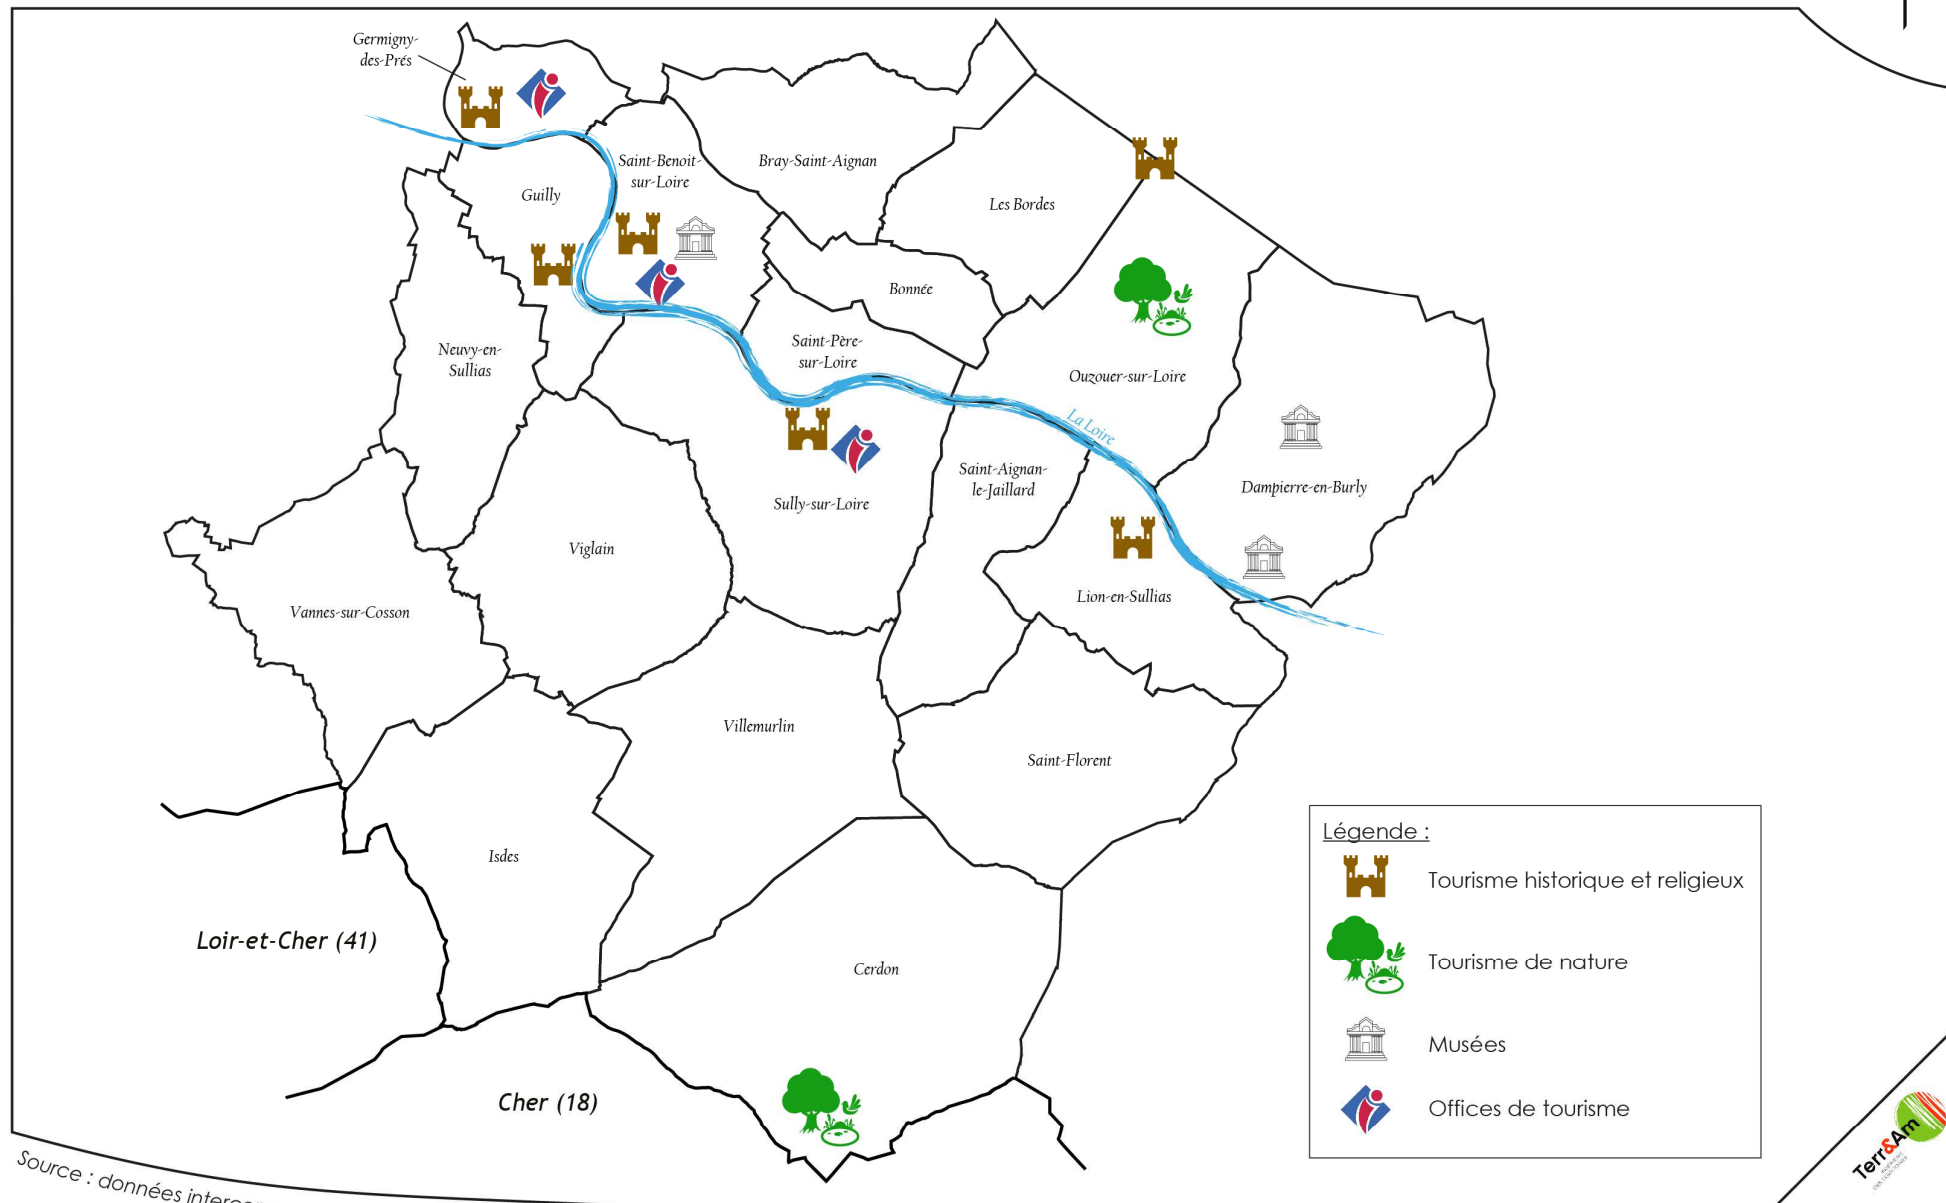 Germigny-
des-Prés
Saint-Benoit-
sur-Loire
Bray-Saint-Aignan
Guilly
Les Bordes
Bonnée
Neuvy-en-
Sullias
Saint-Père-
sur-Loire
Ouzouer-sur-Loire
La Loire
Saint-Aignan-
le-Jaillard
Dampierre-en-Burly
Sully-sur-Loire
Viglain
Lion-en-Sullias
Vannes-sur-Cosson
Villemurlin
Saint-Florent
Isdes
Loir-et-Cher (41)
Cerdon
Cher (18)
Légende :
Tourisme historique et religieux
Tourisme de nature
Musées
Offices de tourisme
Source : données
Terr&Am